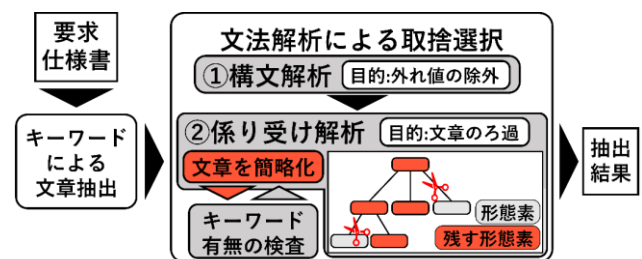 要求
仕様書
キーワード
による
文章抽出
文法解析による取捨選択
①構文解析
目的:外れ値の除外
②係り受け解析
目的:文章のろ過
文章を簡略化
キーワード
有無の検査
形態素
残す形態素
抽出
結果